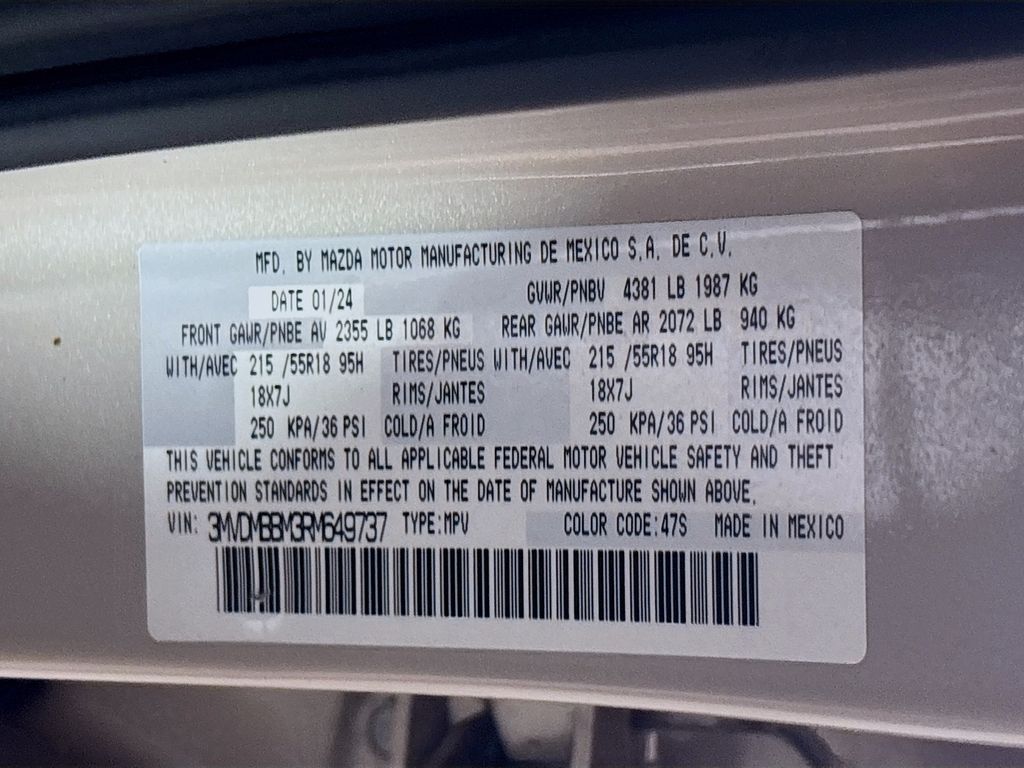 MFD. BY MAZDA MOTOR MANUFACTURING DE MEXICO S.A. DE C.V.
DATE 01/24 GVWR/PNBV 4381 LB 1987 KG
FRONT GAWR/PNBE AV 2355 LB 1068 KG REAR GAWR/PNBE AR 2072 LB 940 KG
WITH/AVEC 215 /55R18 95H TIRES/PNEUS WITH/AVEC 215 /55R18 95H TIRES/PNEUS
18X7J RIMS/JANTES 18X7J RIMS/JANTES
250 KPA/36 PSI COLD/A FROID 250 KPA/36 PSI COLD/A FROID
THIS VEHICLE CONFORMS TO ALL APPLICABLE FEDERAL MOTOR VEHICLE SAFETY AND THEFT
PREVENTION STANDARDS IN EFFECT ON THE DATE OF MANUFACTURE SHOWN ABOVE.
VIN: 3MVDMBBM3RM649737 TYPE:MPV COLOR CODE:47S MADE IN MEXICO